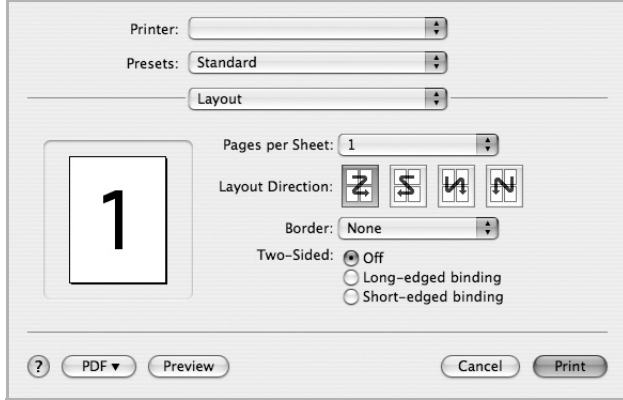 Printer:
Presets: Standard
Layout
Pages per Sheet: 1
Layout Direction:
1
Border: None
Two-Sided: Off
Long-edged binding
Short-edged binding
? PDF▼ Preview Cancel Print